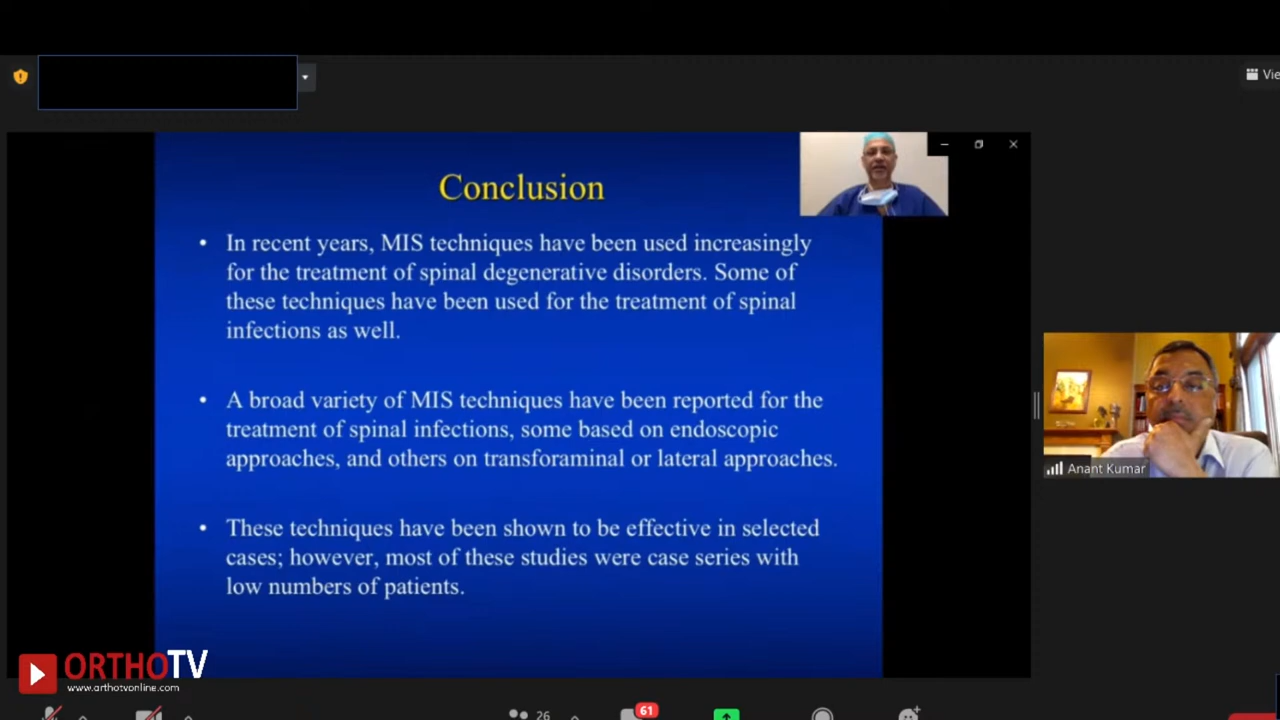 Vie
Conclusion
• In recent years, MIS techniques have been used increasingly
for the treatment of spinal degenerative disorders. Some of
these techniques have been used for the treatment of spinal
infections as well.
• A broad variety of MIS techniques have been reported for the
treatment of spinal infections, some based on endoscopic
approaches, and others on transforaminal or lateral approaches.
• These techniques have been shown to be effective in selected
cases; however, most of these studies were case series with
low numbers of patients.
Anant Kumar
ORTHOTV
www.orthotvonline.com
26
61